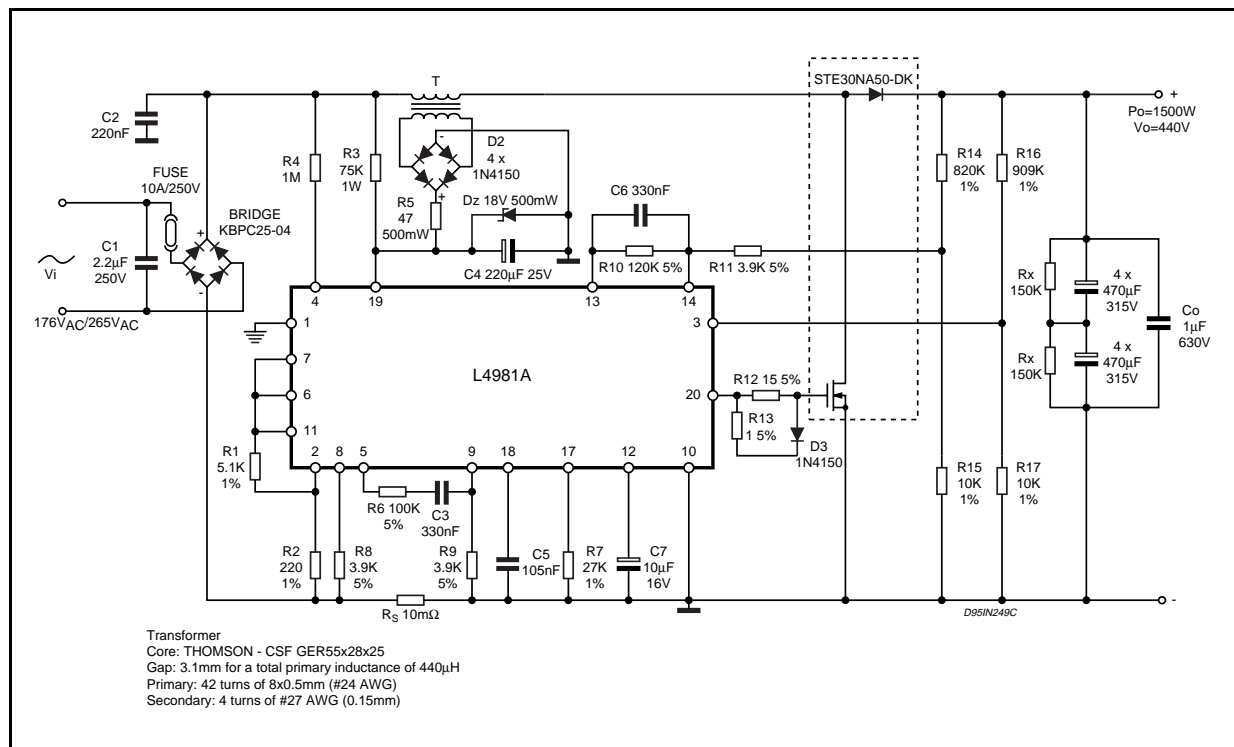 STE30NA50-DK
T
C2
220nF
R4
1M
R3
75K
1W
-
D2
4 x
1N4150
+
R5
47
500mW
Dz 18V 500mW
C4 220µF 25V
C6 330nF
R10 120K 5%
R11 3.9K 5%
R14
820K
1%
R16
909K
1%
+
Po=1500W
Vo=440V
FUSE
10A/250V
BRIDGE
KBPC25-04
+
-
C1
2.2µF
250V
Vi
176VAC/265VAC
4
19
13
14
1
7
6
11
3
20
L4981A
2
8
5
9
18
17
12
10
R12 15 5%
R13
1 5%
D3
1N4150
Rx
150K
Rx
150K
4 x
470µF
315V
4 x
470µF
315V
Co
1µF
630V
R1
5.1K
1%
R6 100K
5%
C3
330nF
R2
220
1%
R8
3.9K
5%
R9
3.9K
5%
C5
105nF
R7
27K
1%
C7
10µF
16V
R15
10K
1%
R17
10K
1%
RS 10mΩ
D95IN249C
-
Transformer
Core: THOMSON - CSF GER55x28x25
Gap: 3.1mm for a total primary inductance of 440µH
Primary: 42 turns of 8x0.5mm (#24 AWG)
Secondary: 4 turns of #27 AWG (0.15mm)